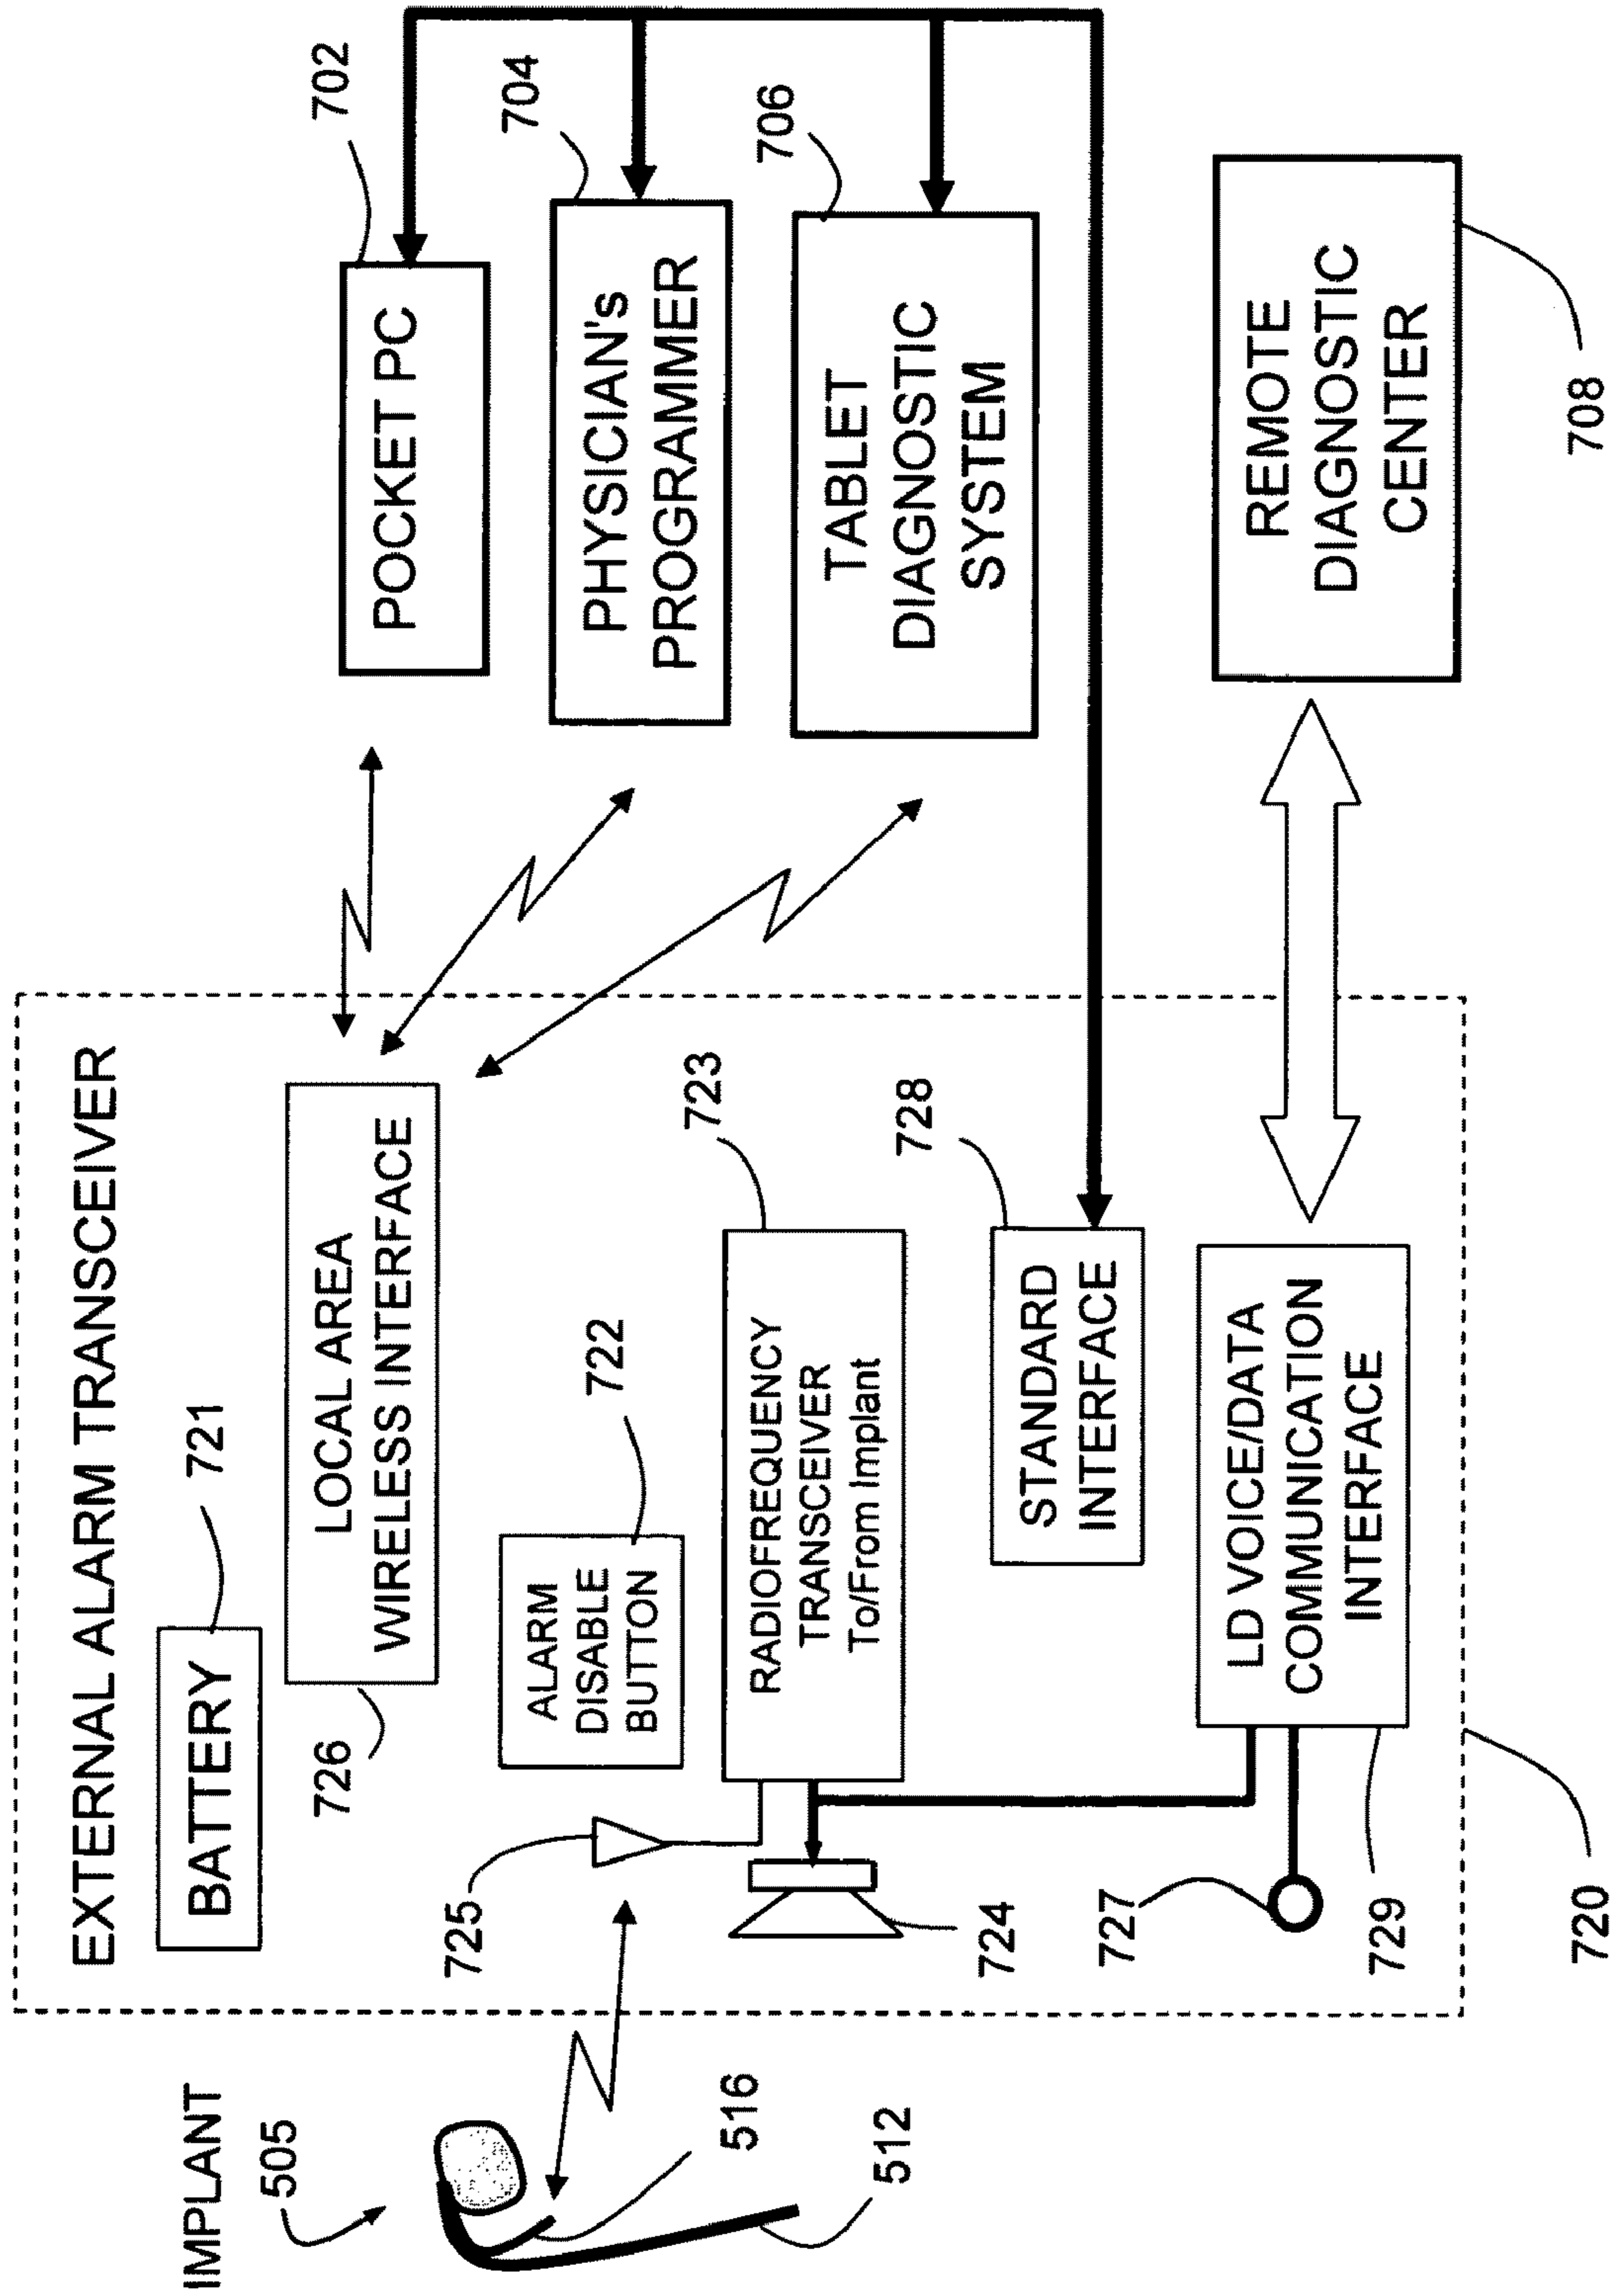 EXTERNAL ALARM TRANSCEIVER
IMPLANT
505
516
512
BATTERY
721
LOCAL AREA
WIRELESS INTERFACE
726
ALARM
DISABLE
BUTTON
722
725
RADIOFREQUENCY
TRANSCEIVER
To/From Implant
723
724
STANDARD
INTERFACE
728
727
LD VOICE/DATA
COMMUNICATION
INTERFACE
729
720
POCKET PC
702
PHYSICIAN's
PROGRAMMER
704
TABLET
DIAGNOSTIC
SYSTEM
706
REMOTE
DIAGNOSTIC
CENTER
708